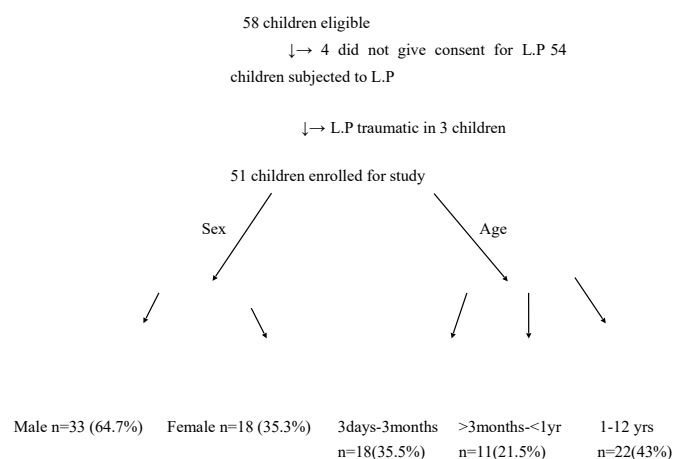 58 children eligible
↓→ 4 did not give consent for L.P 54
children subjected to L.P
↓→ L.P traumatic in 3 children
51 children enrolled for study
Sex Age
Male n=33 (64.7%) Female n=18 (35.3%) 3days-3months >3months-<1yr 1-12 yrs
n=18(35.5%) n=11(21.5%) n=22(43%)